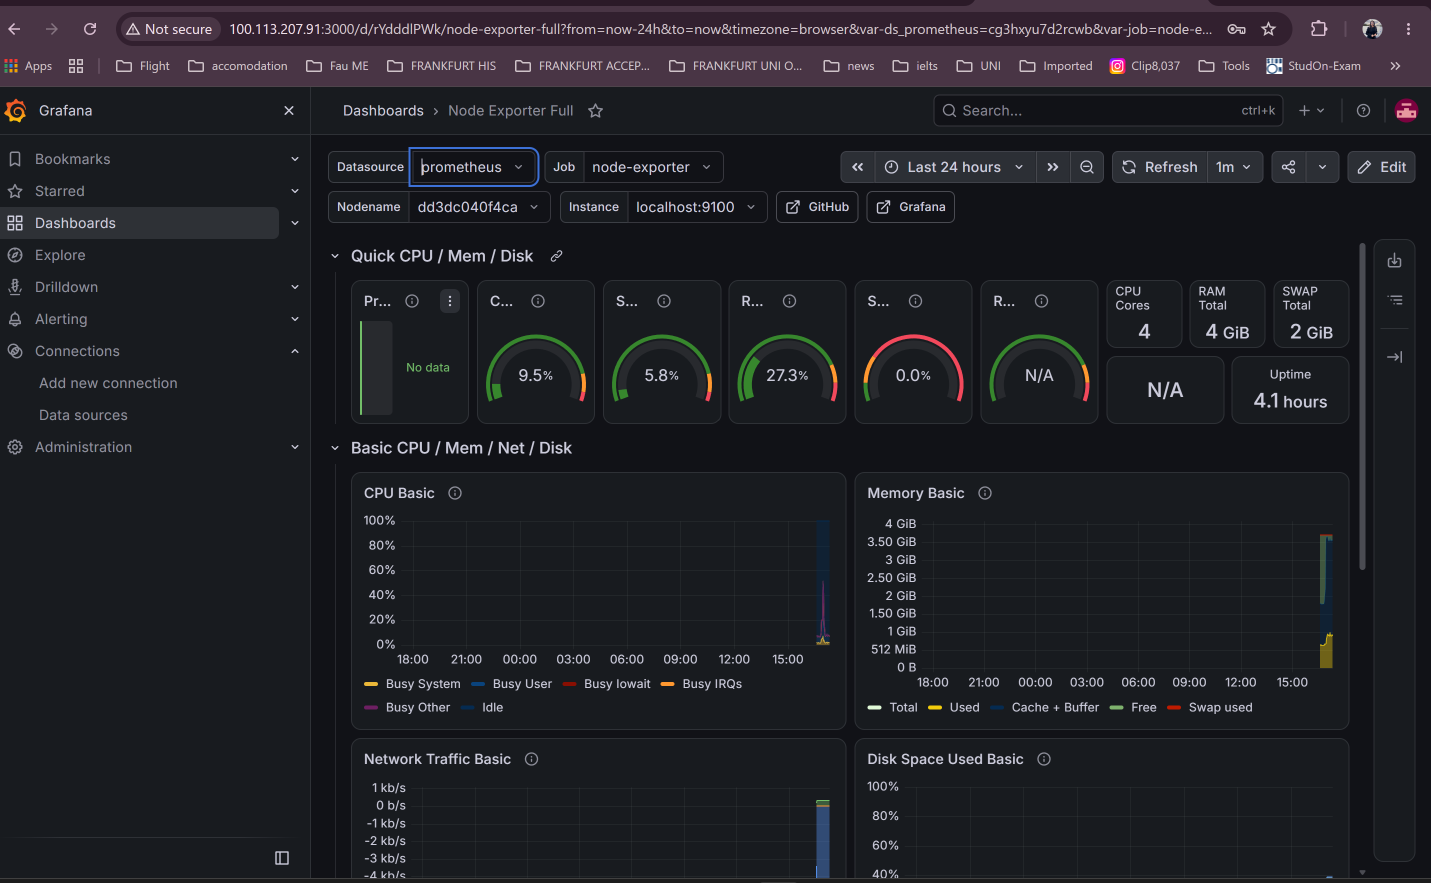 Not secure
100.113.207.91:3000/d/rYdddlPWk/node-exporter-full?from=now-24h&to=now&timezone=browser&var-ds_prometheus=cg3hxyu7d2rcwb&var-job=node-e...
Apps
Flight
accomodation
Fau ME
FRANKFURT HIS
FRANKFURT ACCEP...
FRANKFURT UNI O...
news
ielts
UNI
Imported
Clip8,037
Tools
StudOn-Exam
Grafana
Dashboards › Node Exporter Full
Search...
ctrl+k
Bookmarks
Starred
Dashboards
Explore
Drilldown
Alerting
Connections
Add new connection
Data sources
Administration
Datasource
prometheus
Job
node-exporter
Last 24 hours
Refresh
1m
Edit
Nodename
dd3dc040f4ca
Instance
localhost:9100
GitHub
Grafana
Quick CPU / Mem / Disk
Pr...
No data
C...
9.5%
S...
5.8%
R...
27.3%
S...
0.0%
R...
N/A
CPU
Cores
4
RAM
Total
4 GiB
SWAP
Total
2 GiB
N/A
Uptime
4.1 hours
Basic CPU / Mem / Net / Disk
CPU Basic
100%
80%
60%
40%
20%
0%
18:00
21:00
00:00
03:00
06:00
09:00
12:00
15:00
Busy System
Busy User
Busy Iowait
Busy IRQs
Busy Other
Idle
Memory Basic
4 GiB
3.50 GiB
3 GiB
2.50 GiB
2 GiB
1.50 GiB
1 GiB
512 MiB
0 B
18:00
21:00
00:00
03:00
06:00
09:00
12:00
15:00
Total
Used
Cache + Buffer
Free
Swap used
Network Traffic Basic
1 kb/s
0 b/s
-1 kb/s
-2 kb/s
-3 kb/s
-4 kb/s
Disk Space Used Basic
100%
80%
60%
40%